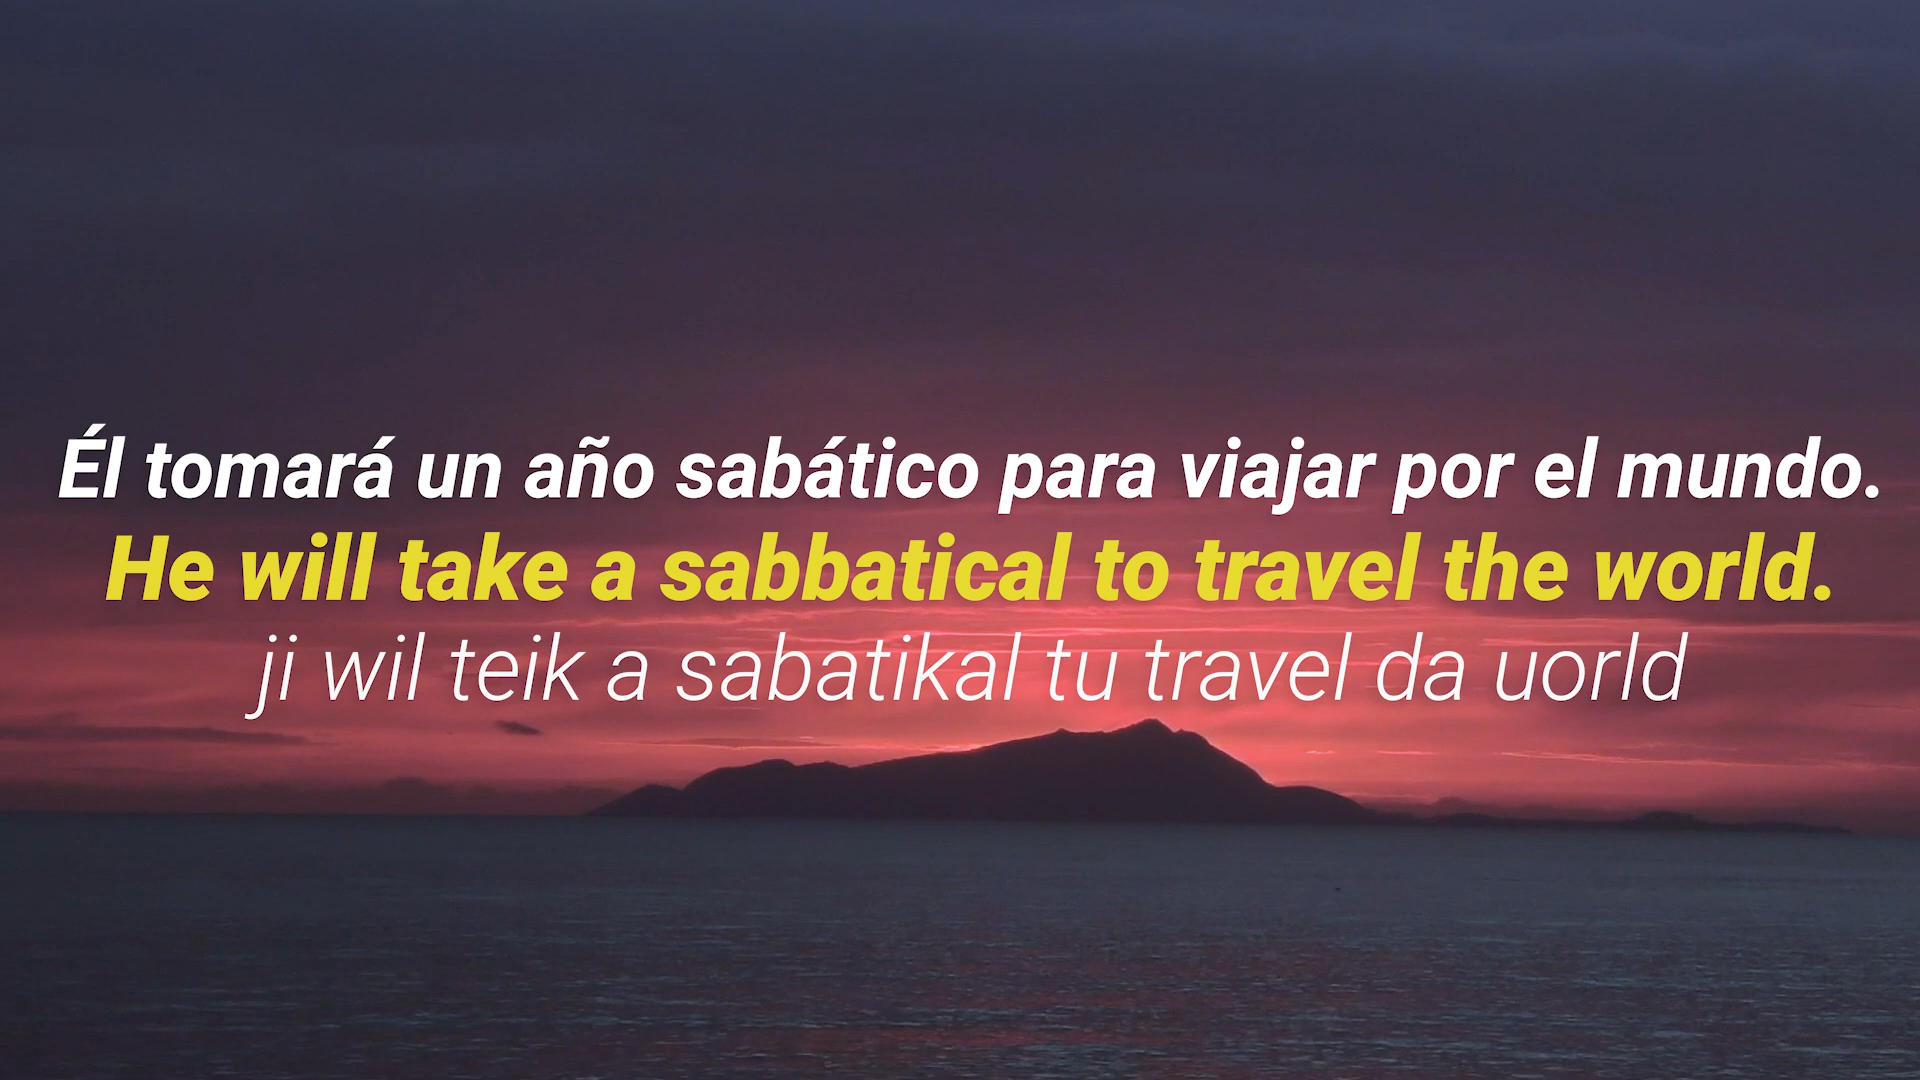 Él tomará un año sabático para viajar por el mundo.
He will take a sabbatical to travel the world.
ji wil teik a sabatikal tu travel da uorld